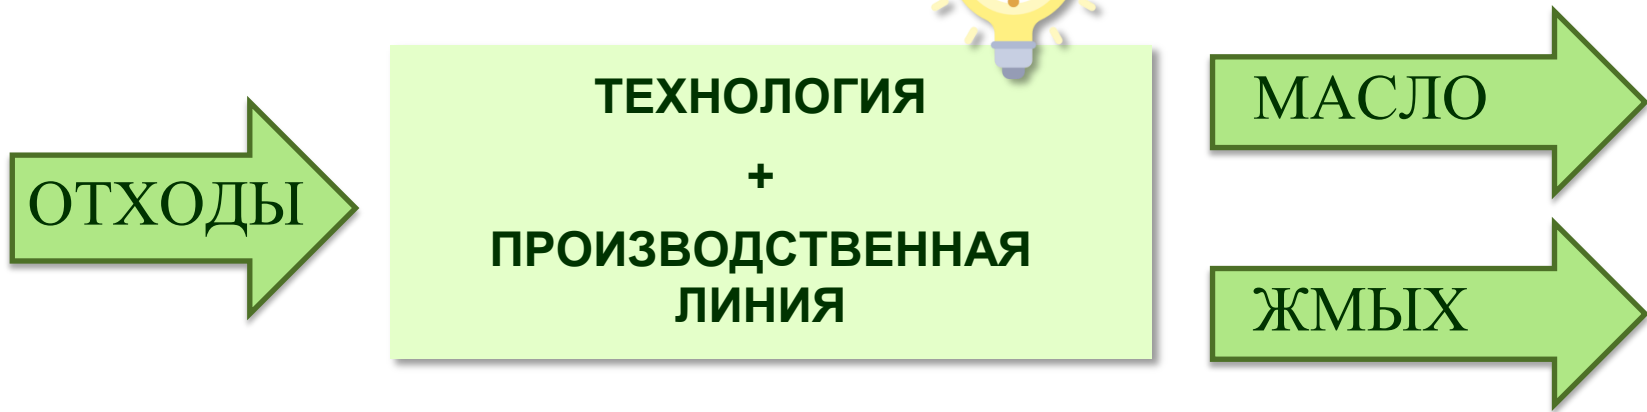 ОТХОДЫ
ТЕХНОЛОГИЯ
+
ПРОИЗВОДСТВЕННАЯ
ЛИНИЯ
МАСЛО
ЖМЫХ